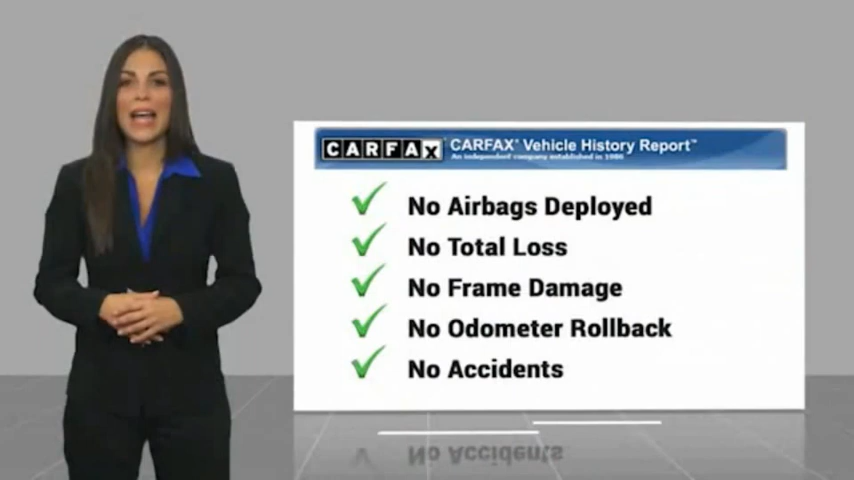 CARFAX CARFAX Vehicle History Report™
An independent company established in 1986
No Airbags Deployed
No Total Loss
No Frame Damage
No Odometer Rollback
No Accidents
No Accidents